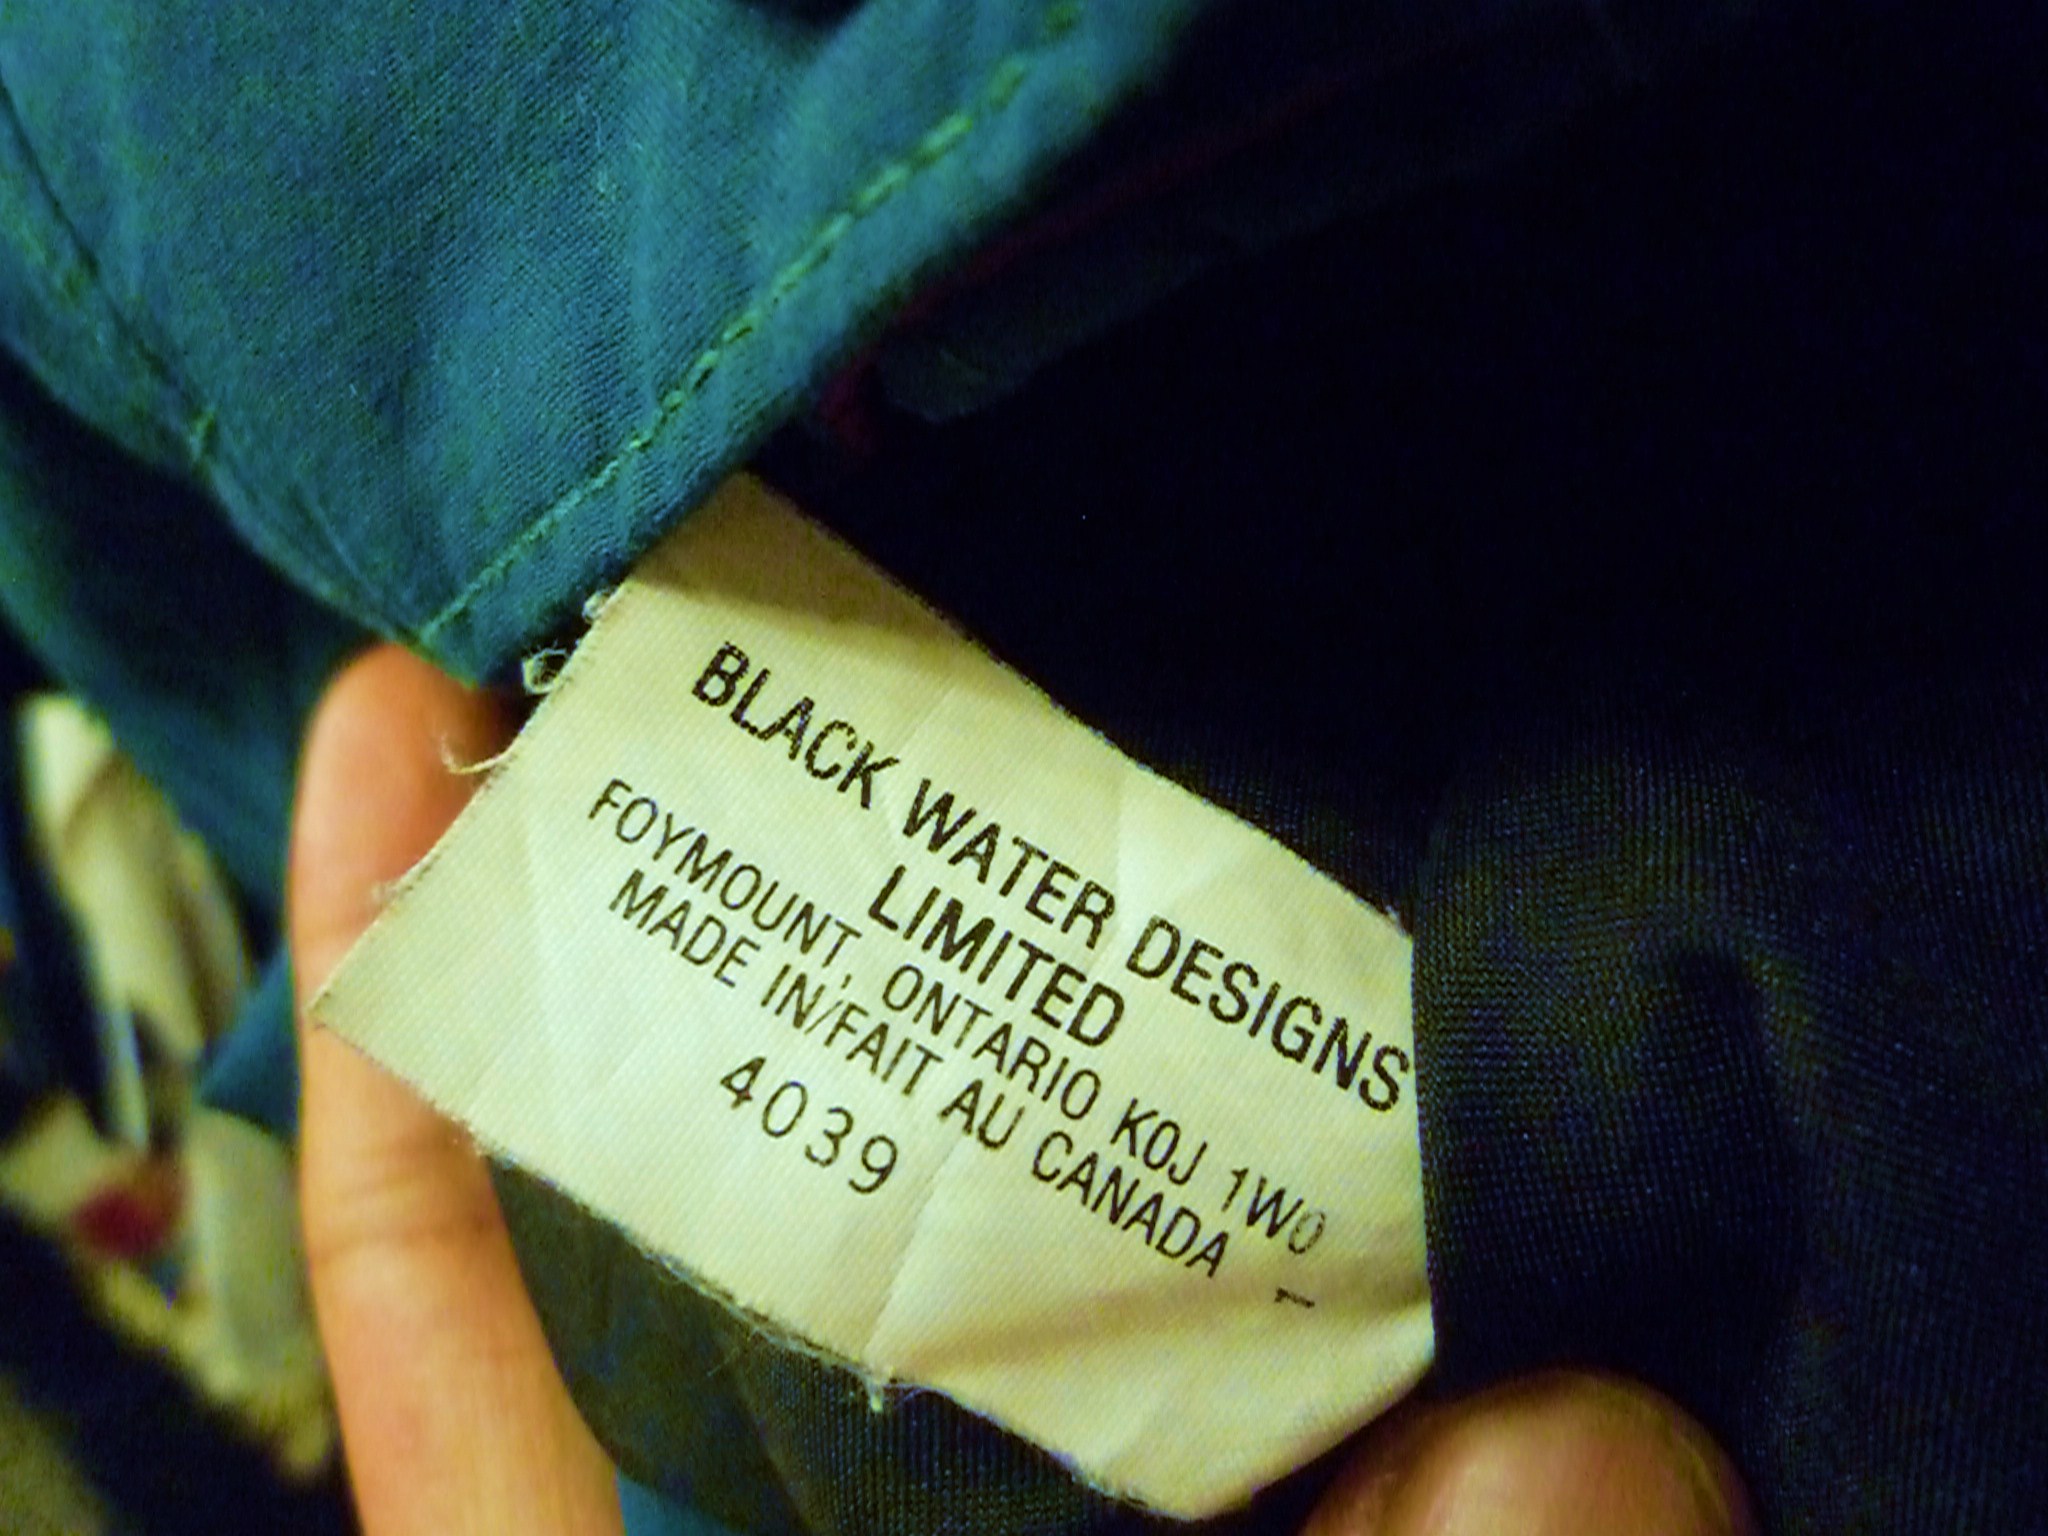 BLACK WATER DESIGNS
LIMITED
FOYMOUNT, ONTARIO K0J 1W0
MADE IN/FAIT AU CANADA
4039